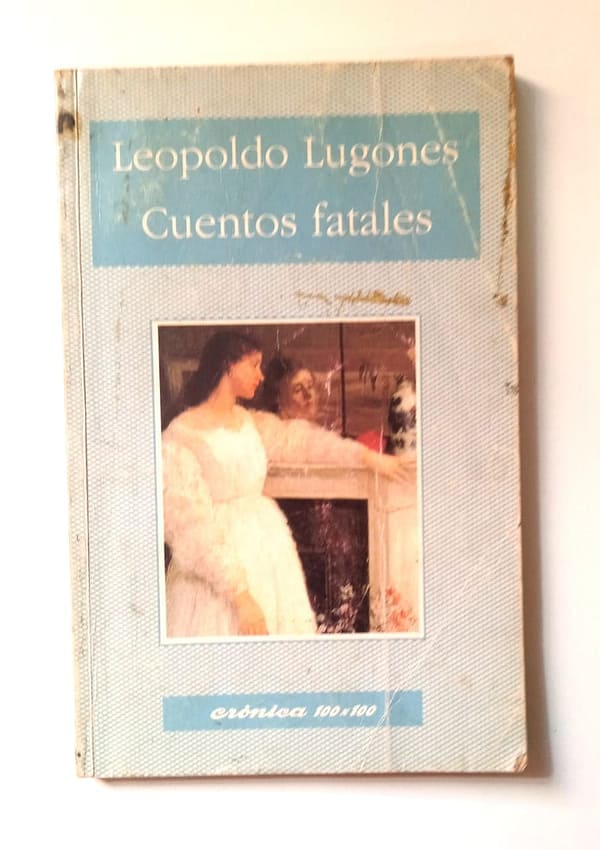 Leopoldo Lugones
Cuentos fatales
crónica 100x100